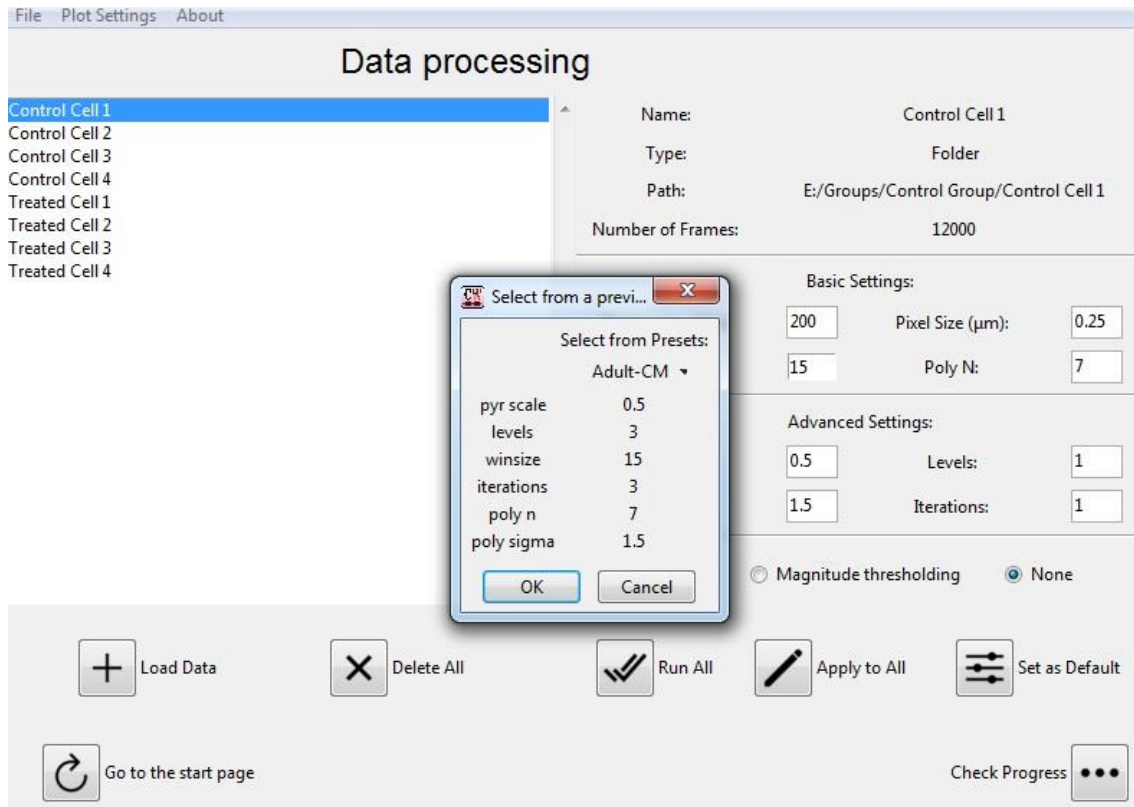 File Plot Settings About
Data processing
Control Cell 1
Control Cell 2
Control Cell 3
Control Cell 4
Treated Cell 1
Treated Cell 2
Treated Cell 3
Treated Cell 4
Name: Control Cell 1
Type: Folder
Path: E:/Groups/Control Group/Control Cell 1
Number of Frames: 12000
Basic Settings:
200 Pixel Size (µm): 0.25
15 Poly N: 7
Advanced Settings:
0.5 Levels: 1
1.5 Iterations: 1
Magnitude thresholding None
Select from a previ...
Select from Presets:
Adult-CM
pyr scale 0.5
levels 3
winsize 15
iterations 3
poly n 7
poly sigma 1.5
OK Cancel
Load Data Delete All Run All Apply to All Set as Default
Go to the start page Check Progress